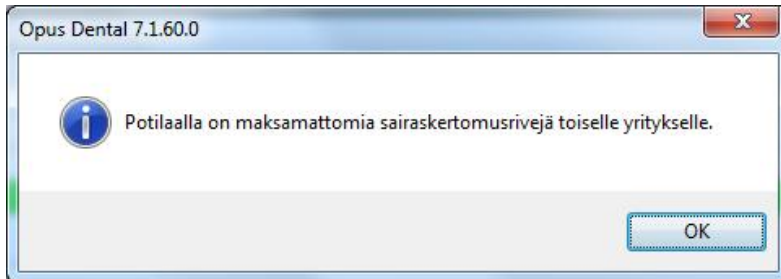 Opus Dental 7.1.60.0
Potilaalla on maksamattomia sairaskertomusrivejä toiselle yritykselle.
OK